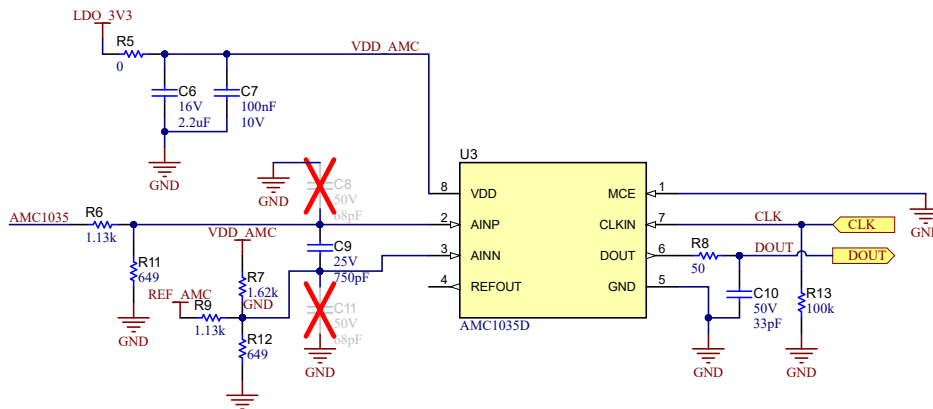 LDO_3V3
R5
0
VDD_AMC
C6
16V
2.2uF
C7
100nF
10V
GND
U3
C8
50V
68pF
GND
8
VDD
MCE
1
GND
AMC1035
R6
1.13k
2
AINP
CLKIN
7
CLK
CLK
C9
25V
750pF
3
AINN
DOUT
6
R8
50
DOUT
DOUT
R11
649
GND
VDD_AMC
R7
1.62k
GND
4
REFOUT
GND
5
REF_AMC
R9
1.13k
C11
50V
68pF
GND
AMC1035D
C10
50V
33pF
R13
100k
R12
649
GND
GND
GND